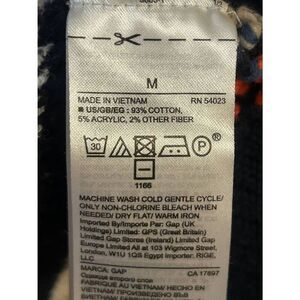 M
MADE IN VIETNAM RN 54023
■ US/GB/EG : 93% COTTON,
5% ACRYLIC, 2% OTHER FIBER
30 P
1166
MACHINE WASH COLD GENTLE CYCLE/
ONLY NON-CHLORINE BLEACH WHEN
NEEDED/ DRY FLAT/ WARM IRON
Imported By/Importe Par: Gap (UK
Holdings) Limited: GPS (Great Britain)
Limited: Gap Stores (Ireland) Limited Gap
Europe Limited All at 103 Wigmore Street:
London, W1U 1QS Egypt importer: RIGE,
LLC
MARCA: GAP CA 17897
FABRIQUE AU VIETNAM/ HECHO EN